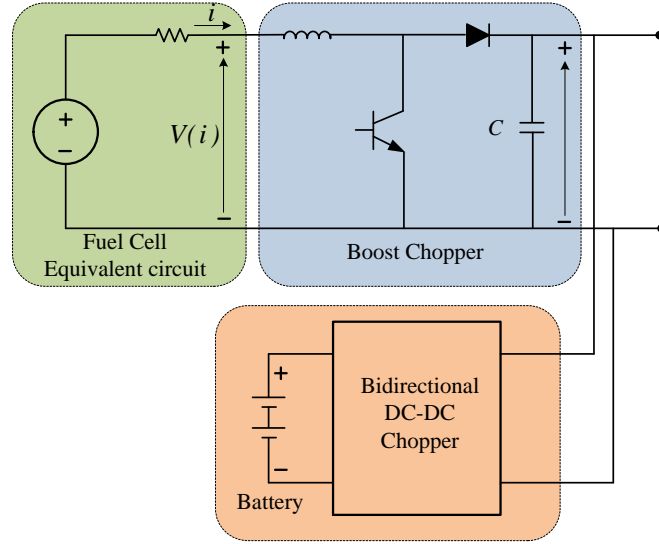 i
+
+
+
V(i)
C
−
−
−
Fuel Cell
Equivalent circuit
Boost Chopper
+
−
Bidirectional
DC-DC
Chopper
Battery